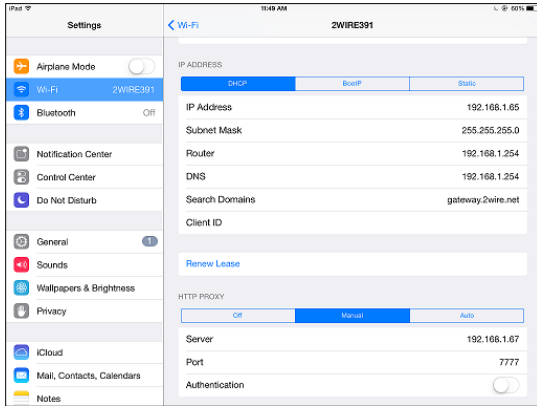 iPad 11:49 AM 60%
Settings
Wi-Fi 2WIRE391
Airplane Mode
Wi-Fi 2WIRE391
Bluetooth Off
Notification Center
Control Center
Do Not Disturb
General 1
Sounds
Wallpapers & Brightness
Privacy
iCloud
Mail, Contacts, Calendars
Notes
IP ADDRESS
DHCP BootP Static
IP Address 192.168.1.65
Subnet Mask 255.255.255.0
Router 192.168.1.254
DNS 192.168.1.254
Search Domains gateway.2wire.net
Client ID
Renew Lease
HTTP PROXY
Off Manual Auto
Server 192.168.1.67
Port 7777
Authentication